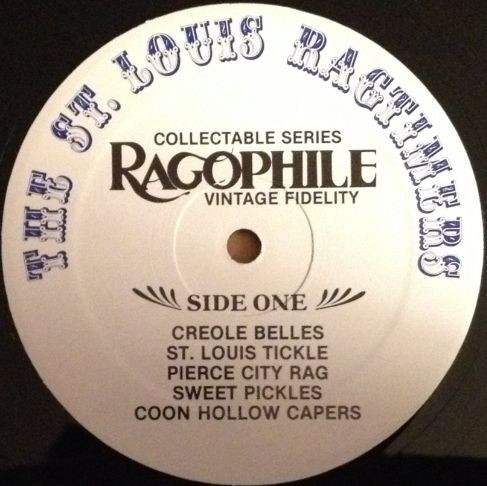 THE ST. LOUIS RAGTIMERS
COLLECTABLE SERIES
RAGOPHILE
VINTAGE FIDELITY
SIDE ONE
CREOLE BELLES
ST. LOUIS TICKLE
PIERCE CITY RAG
SWEET PICKLES
COON HOLLOW CAPERS